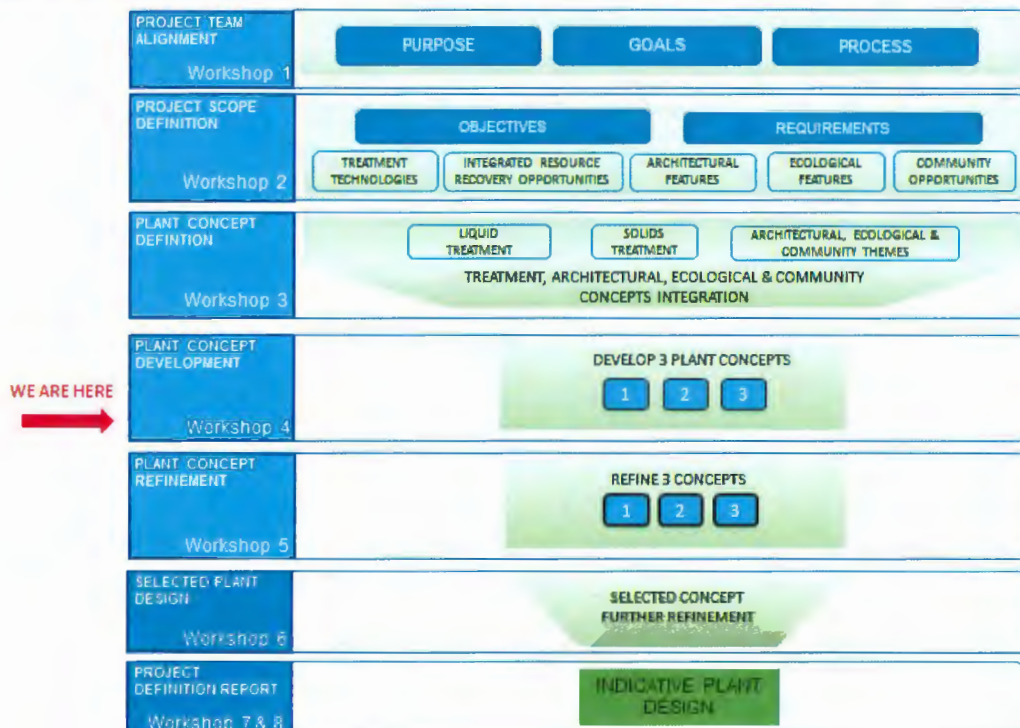 PROJECT TEAM
ALIGNMENT
Workshop 1
PURPOSE
GOALS
PROCESS
PROJECT SCOPE
DEFINITION
Workshop 2
OBJECTIVES
REQUIREMENTS
TREATMENT
TECHNOLOGIES
INTEGRATED RESOURCE
RECOVERY OPPORTUNITIES
ARCHITECTURAL
FEATURES
ECOLOGICAL
FEATURES
COMMUNITY
OPPORTUNITIES
PLANT CONCEPT
DEFINTION
Workshop 3
LIQUID
TREATMENT
SOLIDS
TREATMENT
ARCHITECTURAL, ECOLOGICAL &
COMMUNITY THEMES
TREATMENT, ARCHITECTURAL, ECOLOGICAL & COMMUNITY
CONCEPTS INTEGRATION
WE ARE HERE
PLANT CONCEPT
DEVELOPMENT
Workshop 4
DEVELOP 3 PLANT CONCEPTS
1 2 3
PLANT CONCEPT
REFINEMENT
Workshop 5
REFINE 3 CONCEPTS
1 2 3
SELECTED PLANT
DESIGN
Workshop 6
SELECTED CONCEPT
FURTHER REFINEMENT
PROJECT
DEFINITION REPORT
Workshop 7 & 8
INDICATIVE PLANT
DESIGN